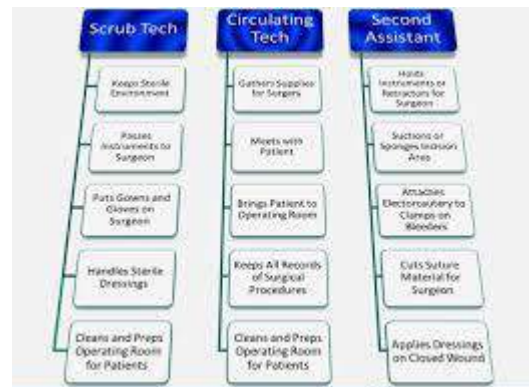 Scrub Tech
Keeps Sterile
Environment
Passes
Instruments to
Surgeon
Puts Gowns and
Gloves on
Surgeon
Handles Sterile
Dressings
Cleans and Preps
Operating Room
for Patients
Circulating
Tech
Gathers Supplies
for Surgery
Meets with
Patient
Brings Patient to
Operating Room
Keeps All Records
of Surgical
Procedures
Cleans and Preps
Operating Room
for Patients
Second
Assistant
Holds
Instruments or
Retractors for
Surgeon
Suctions or
Sponges Incision
Area
Attaches
Electrocautery to
Clamps on
Bleeders
Cuts Suture
Material for
Surgeon
Applies Dressings
on Closed Wound